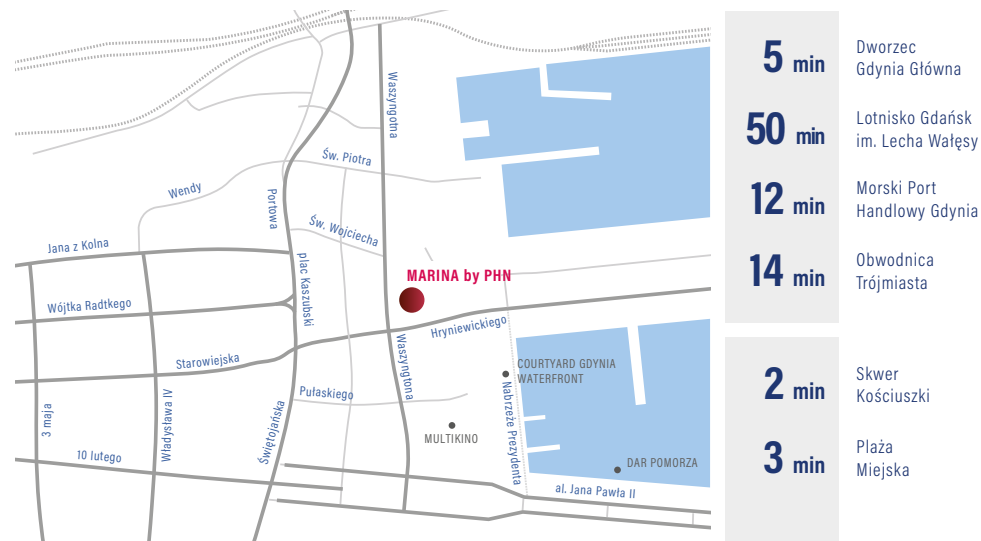 Waszyngotna
Św. Piotra
Wendy
Portowa
Św. Wojciecha
Jana z Kolna
plac Kaszubski
MARINA by PHN
Wójtka Radtkego
Hryniewickiego
Starowiejska
Waszyngtona
COURTYARD GDYNIA
WATERFRONT
Pułaskiego
Nabrzeże Prezydenta
3 maja
Władysława IV
Świętojańska
MULTIKINO
10 lutego
DAR POMORZA
al. Jana Pawła II
5 min
Dworzec
Gdynia Główna
50 min
Lotnisko Gdańsk
im. Lecha Wałęsy
12 min
Morski Port
Handlowy Gdynia
14 min
Obwodnica
Trójmiasta
2 min
Skwer
Kościuszki
3 min
Plaża
Miejska